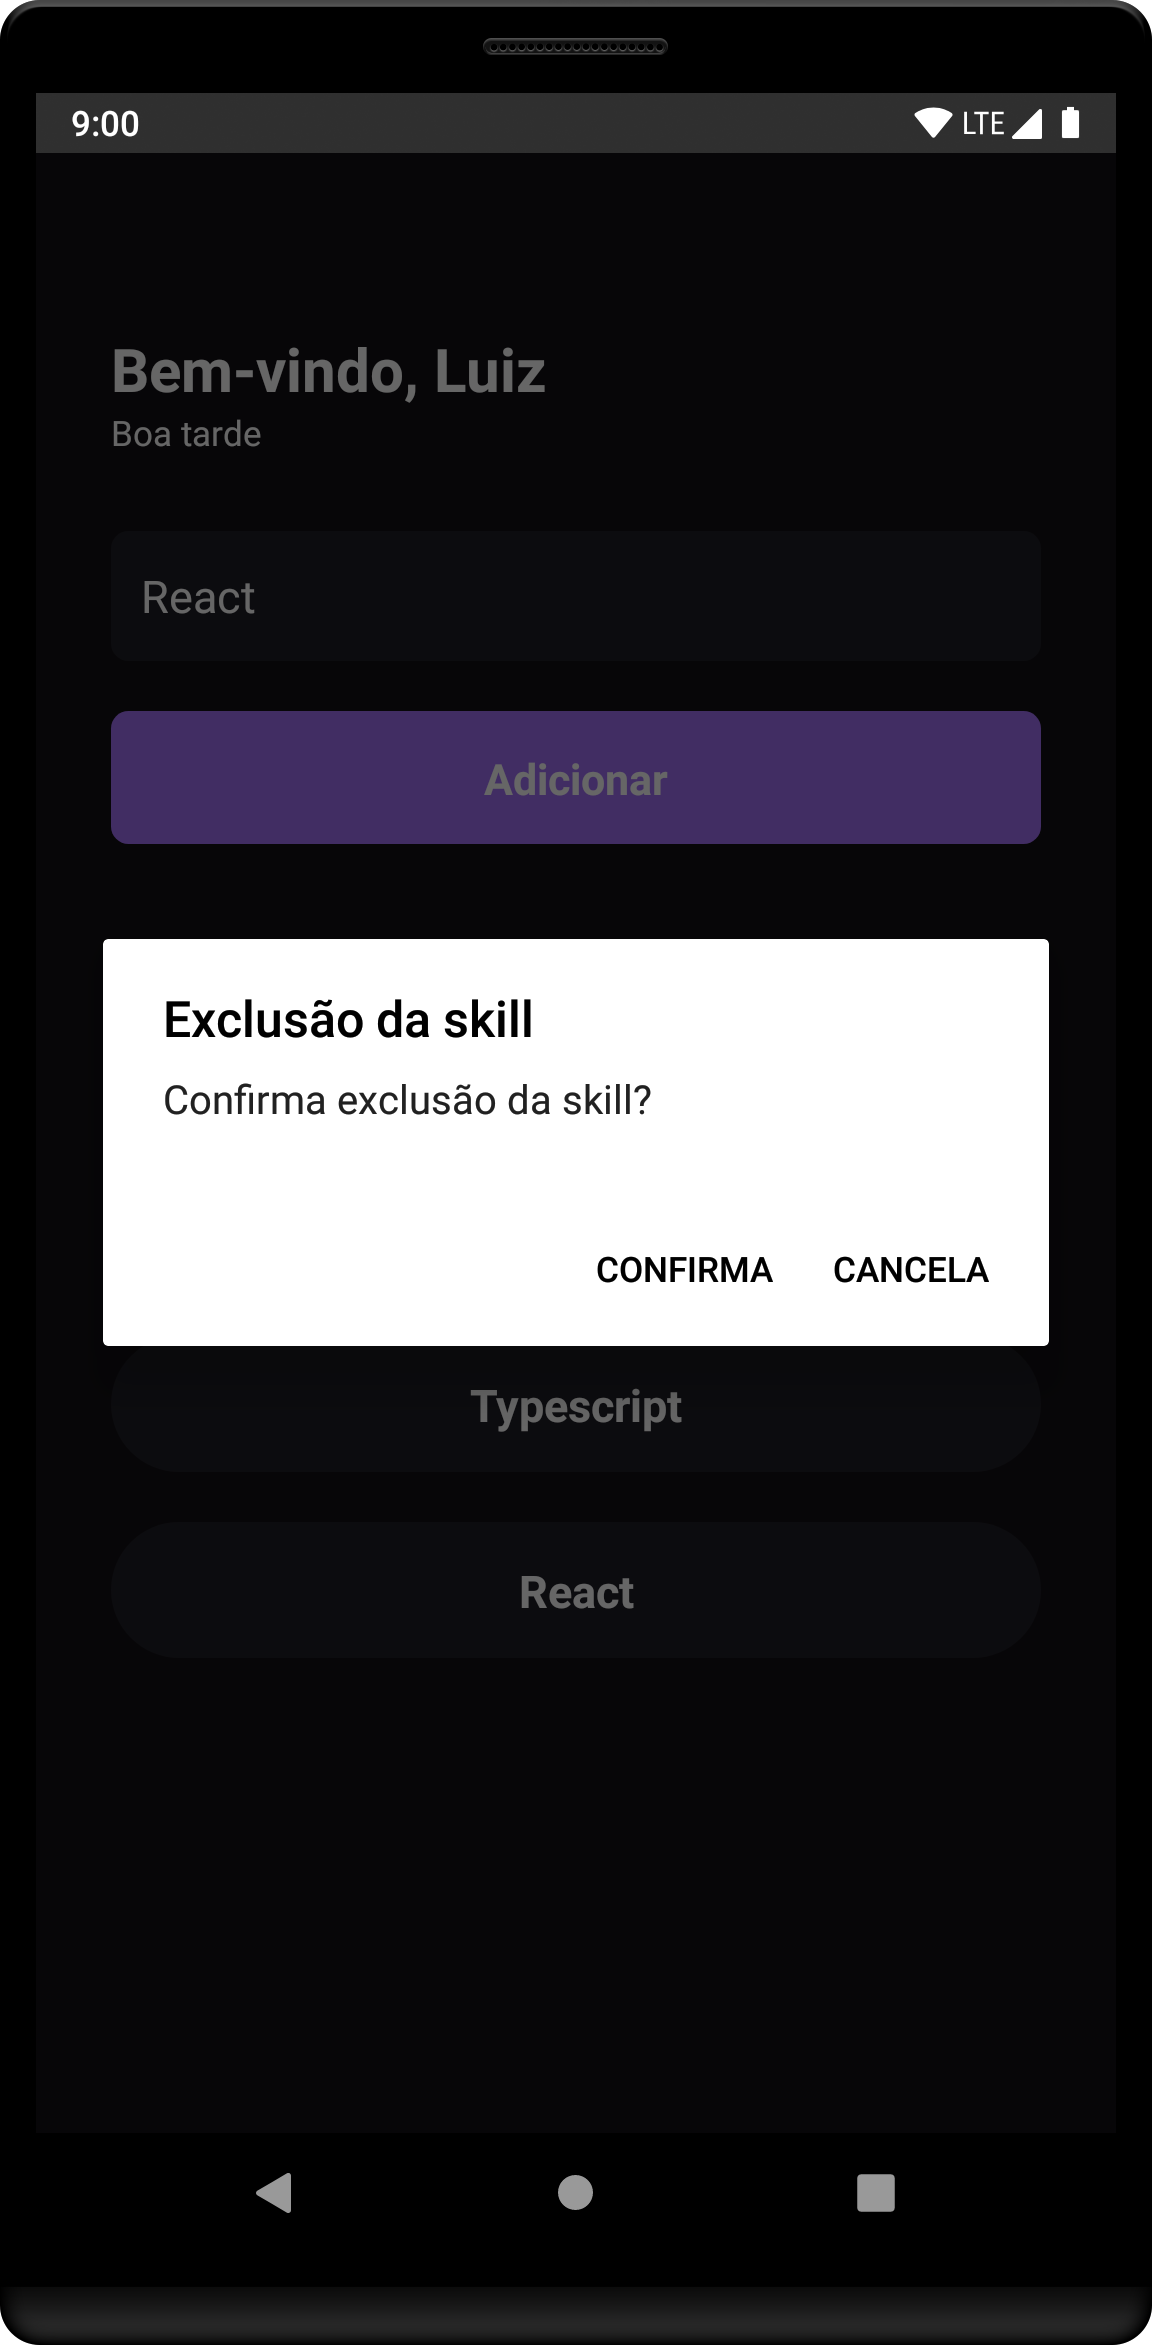 9:00 LTE
Bem-vindo, Luiz
Boa tarde
React
Adicionar
Exclusão da skill
Confirma exclusão da skill?
CONFIRMA CANCELA
Typescript
React